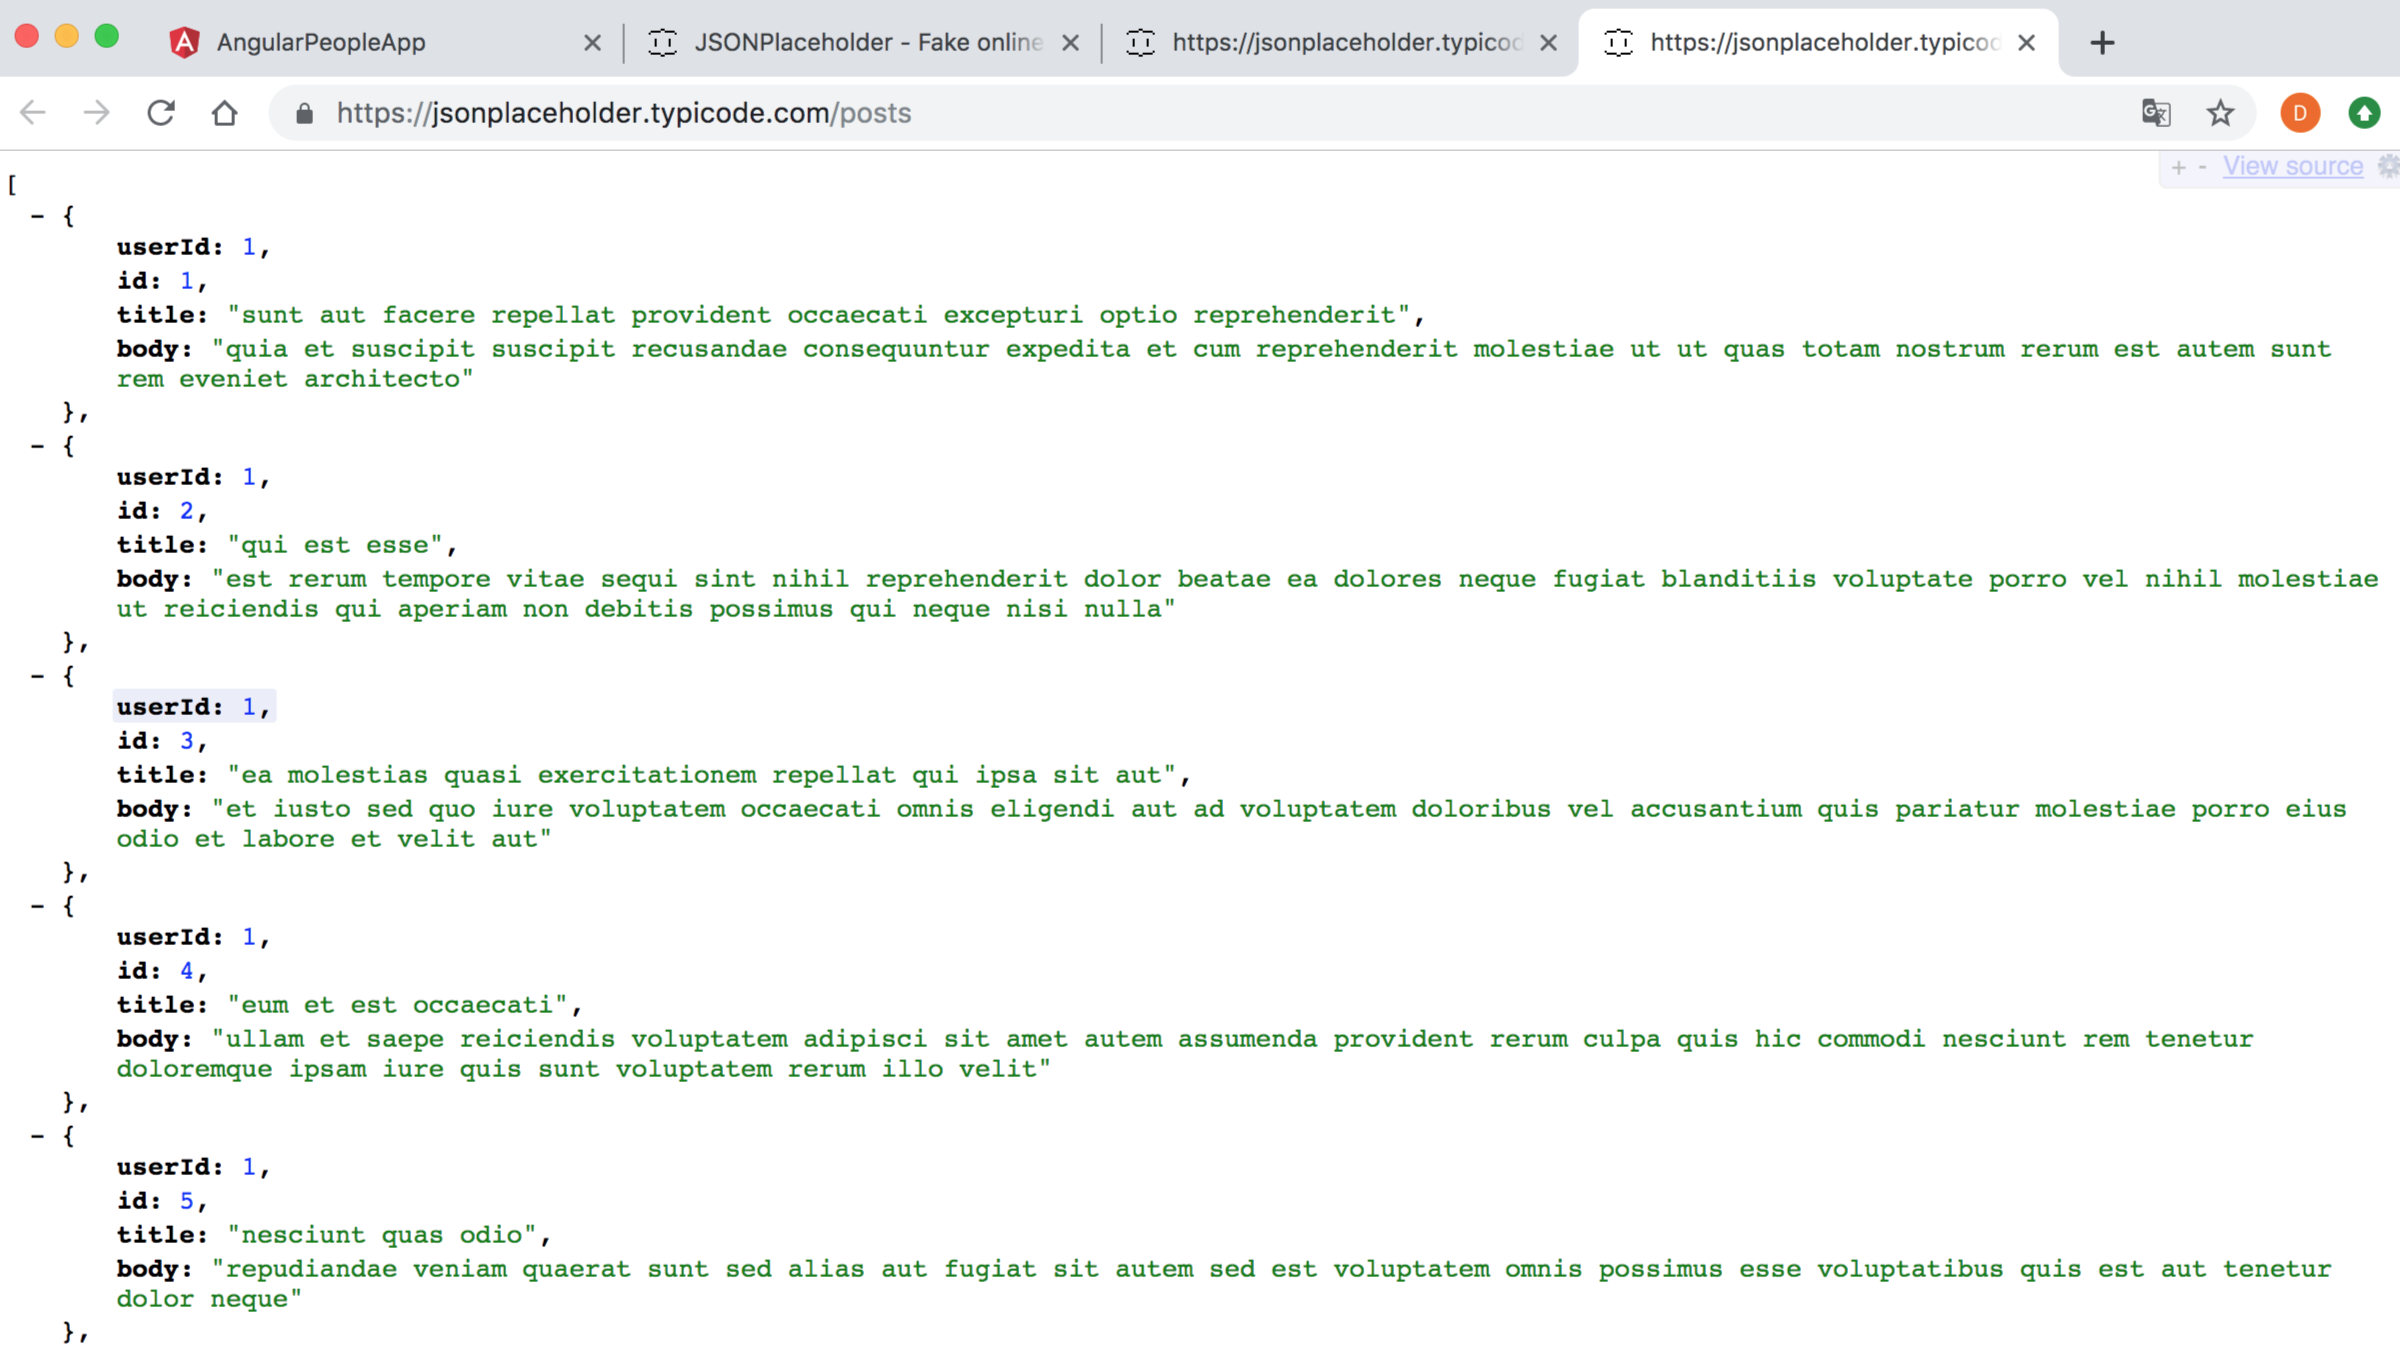 AngularPeopleApp
JSONPlaceholder - Fake online
https://jsonplaceholder.typicod
https://jsonplaceholder.typicod
https://jsonplaceholder.typicode.com/posts
D
+ - View source
[
- {
userId: 1,
id: 1,
title: "sunt aut facere repellat provident occaecati excepturi optio reprehenderit",
body: "quia et suscipit suscipit recusandae consequuntur expedita et cum reprehenderit molestiae ut ut quas totam nostrum rerum est autem sunt
rem eveniet architecto"
},
- {
userId: 1,
id: 2,
title: "qui est esse",
body: "est rerum tempore vitae sequi sint nihil reprehenderit dolor beatae ea dolores neque fugiat blanditiis voluptate porro vel nihil molestiae
ut reiciendis qui aperiam non debitis possimus qui neque nisi nulla"
},
- {
userId: 1,
id: 3,
title: "ea molestias quasi exercitationem repellat qui ipsa sit aut",
body: "et iusto sed quo iure voluptatem occaecati omnis eligendi aut ad voluptatem doloribus vel accusantium quis pariatur molestiae porro eius
odio et labore et velit aut"
},
- {
userId: 1,
id: 4,
title: "eum et est occaecati",
body: "ullam et saepe reiciendis voluptatem adipisci sit amet autem assumenda provident rerum culpa quis hic commodi nesciunt rem tenetur
doloremque ipsam iure quis sunt voluptatem rerum illo velit"
},
- {
userId: 1,
id: 5,
title: "nesciunt quas odio",
body: "repudiandae veniam quaerat sunt sed alias aut fugiat sit autem sed est voluptatem omnis possimus esse voluptatibus quis est aut tenetur
dolor neque"
},